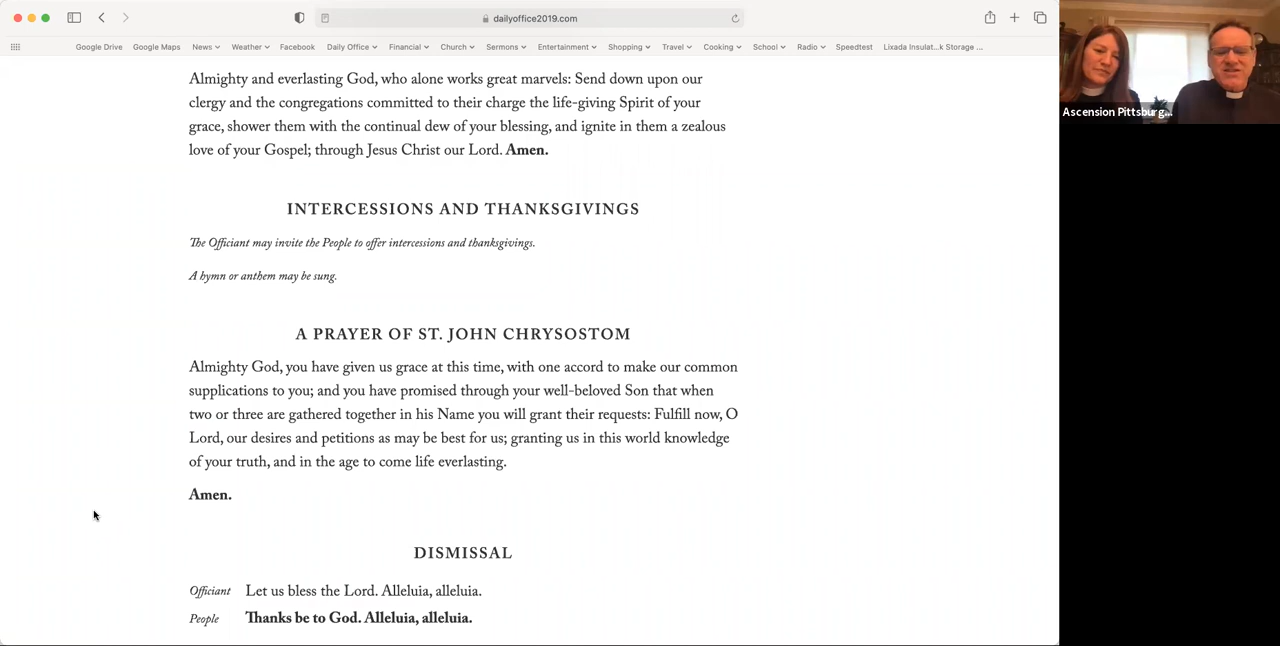 dailyoffice2019.com
Google Drive Google Maps News Weather Facebook Daily Office Financial Church Sermons Entertainment Shopping Travel Cooking School Radio Speedtest Lixada Insulat...k Storage ...
Ascension Pittsburg...
Almighty and everlasting God, who alone works great marvels: Send down upon our
clergy and the congregations committed to their charge the life-giving Spirit of your
grace, shower them with the continual dew of your blessing, and ignite in them a zealous
love of your Gospel; through Jesus Christ our Lord. Amen.
INTERCESSIONS AND THANKSGIVINGS
The Officiant may invite the People to offer intercessions and thanksgivings.
A hymn or anthem may be sung.
A PRAYER OF ST. JOHN CHRYSOSTOM
Almighty God, you have given us grace at this time, with one accord to make our common
supplications to you; and you have promised through your well-beloved Son that when
two or three are gathered together in his Name you will grant their requests: Fulfill now, O
Lord, our desires and petitions as may be best for us; granting us in this world knowledge
of your truth, and in the age to come life everlasting.
Amen.
DISMISSAL
Officiant Let us bless the Lord. Alleluia, alleluia.
People Thanks be to God. Alleluia, alleluia.